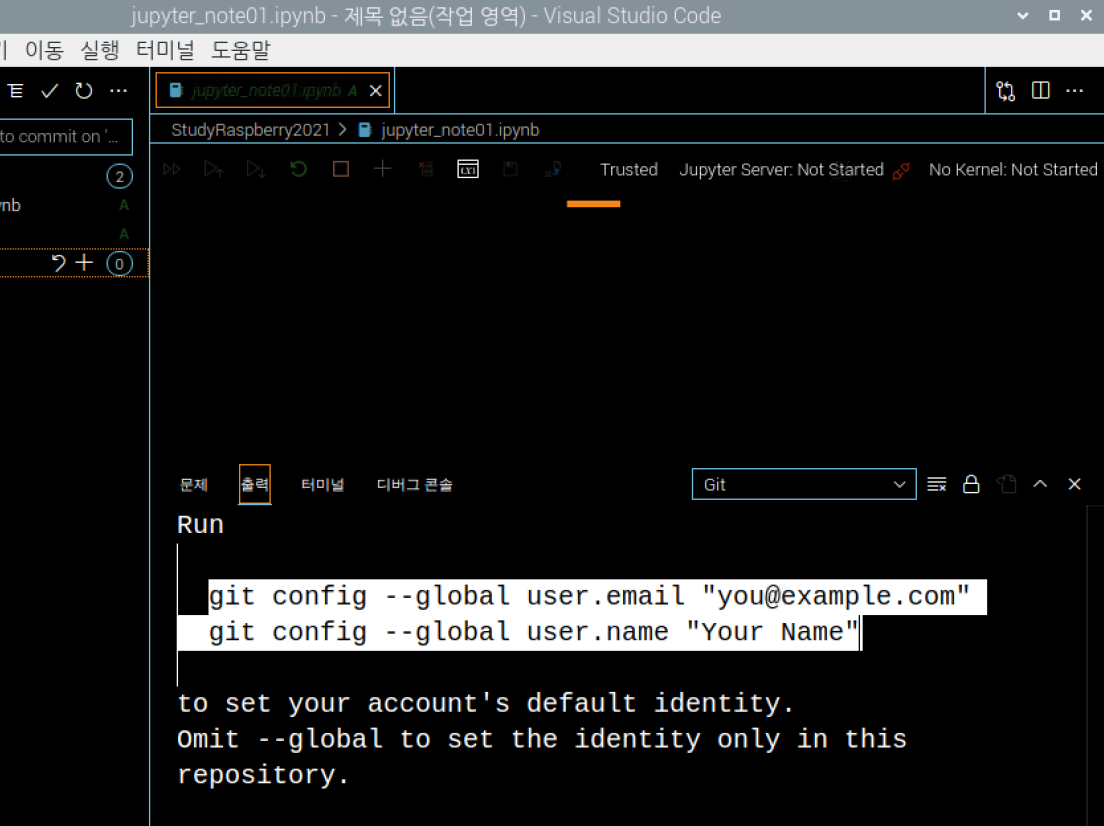 jupyter_note01.ipynb - 제목 없음(작업 영역) - Visual Studio Code
이동 실행 터미널 도움말
jupyter_note01.ipynb A
to commit on '...
StudyRaspberry2021 > jupyter_note01.ipynb
2
Trusted Jupyter Server: Not Started No Kernel: Not Started
nb A
A
0
문제 출력 터미널 디버그 콘솔 Git
Run
git config --global user.email "you@example.com"
git config --global user.name "Your Name"
to set your account's default identity.
Omit --global to set the identity only in this
repository.